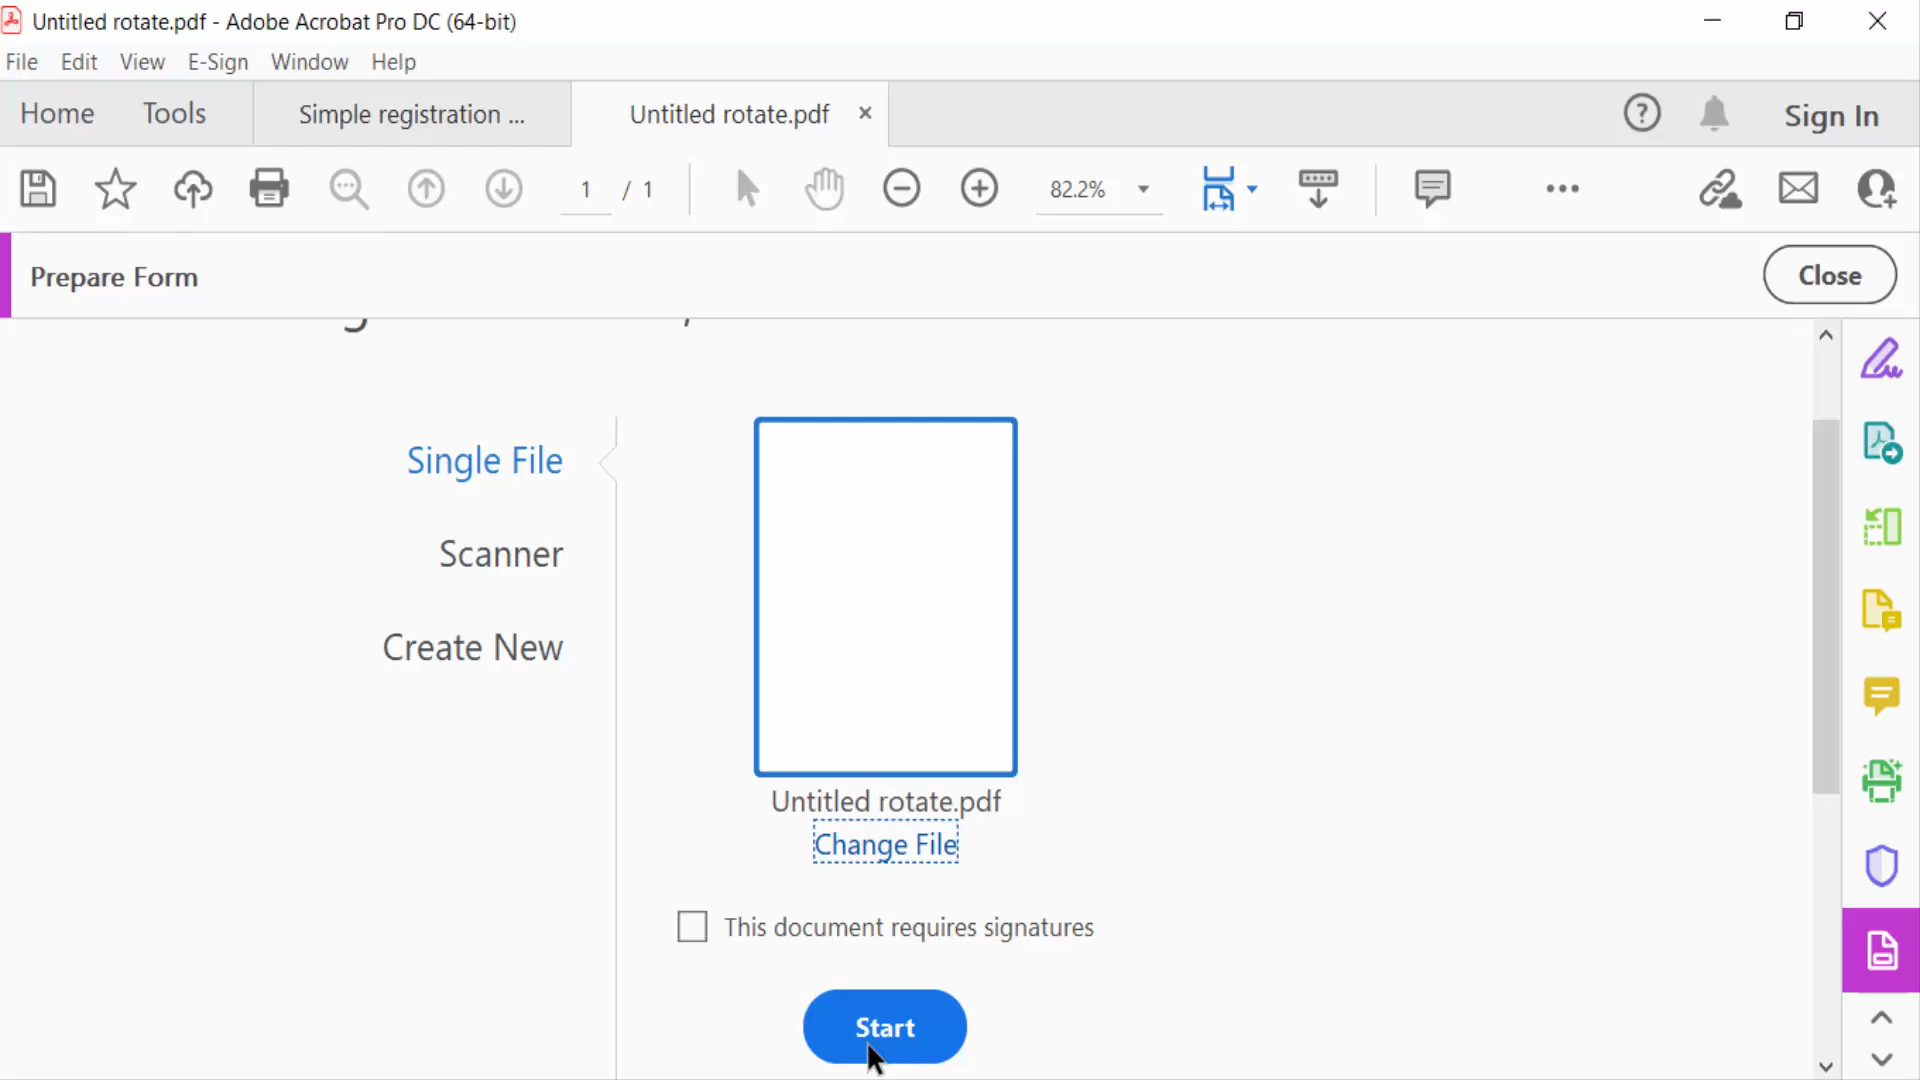 Untitled rotate.pdf - Adobe Acrobat Pro DC (64-bit)
File Edit View E-Sign Window Help
Home Tools Simple registration ... Untitled rotate.pdf × Sign In
1 / 1 82.2%
Prepare Form Close
Single File
Scanner
Create New
Untitled rotate.pdf
Change File
This document requires signatures
Start